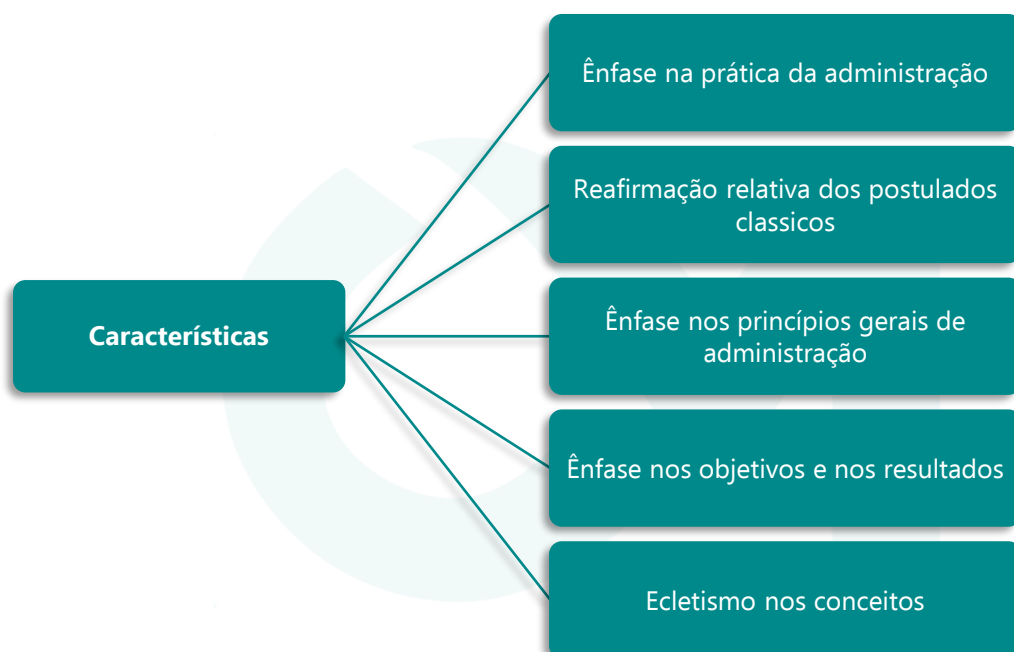 Ênfase na prática da administração
Reafirmação relativa dos postulados
classicos
Ênfase nos princípios gerais de
administração
Característícas
Ênfase nos objetivos e nos resultados
Ecletismo nos conceitos